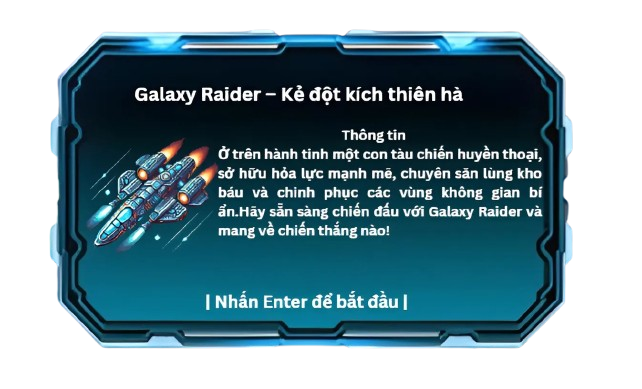 Galaxy Raider – Kẻ đột kích thiên hà
Thông tin
Ở trên hành tinh một con tàu chiến huyền thoại,
sở hữu hỏa lực mạnh mẽ, chuyên săn lùng kho
báu và chinh phục các vùng không gian bí
ẩn.Hãy sẵn sàng chiến đấu với Galaxy Raider và
mang về chiến thắng nào!
| Nhấn Enter để bắt đầu |